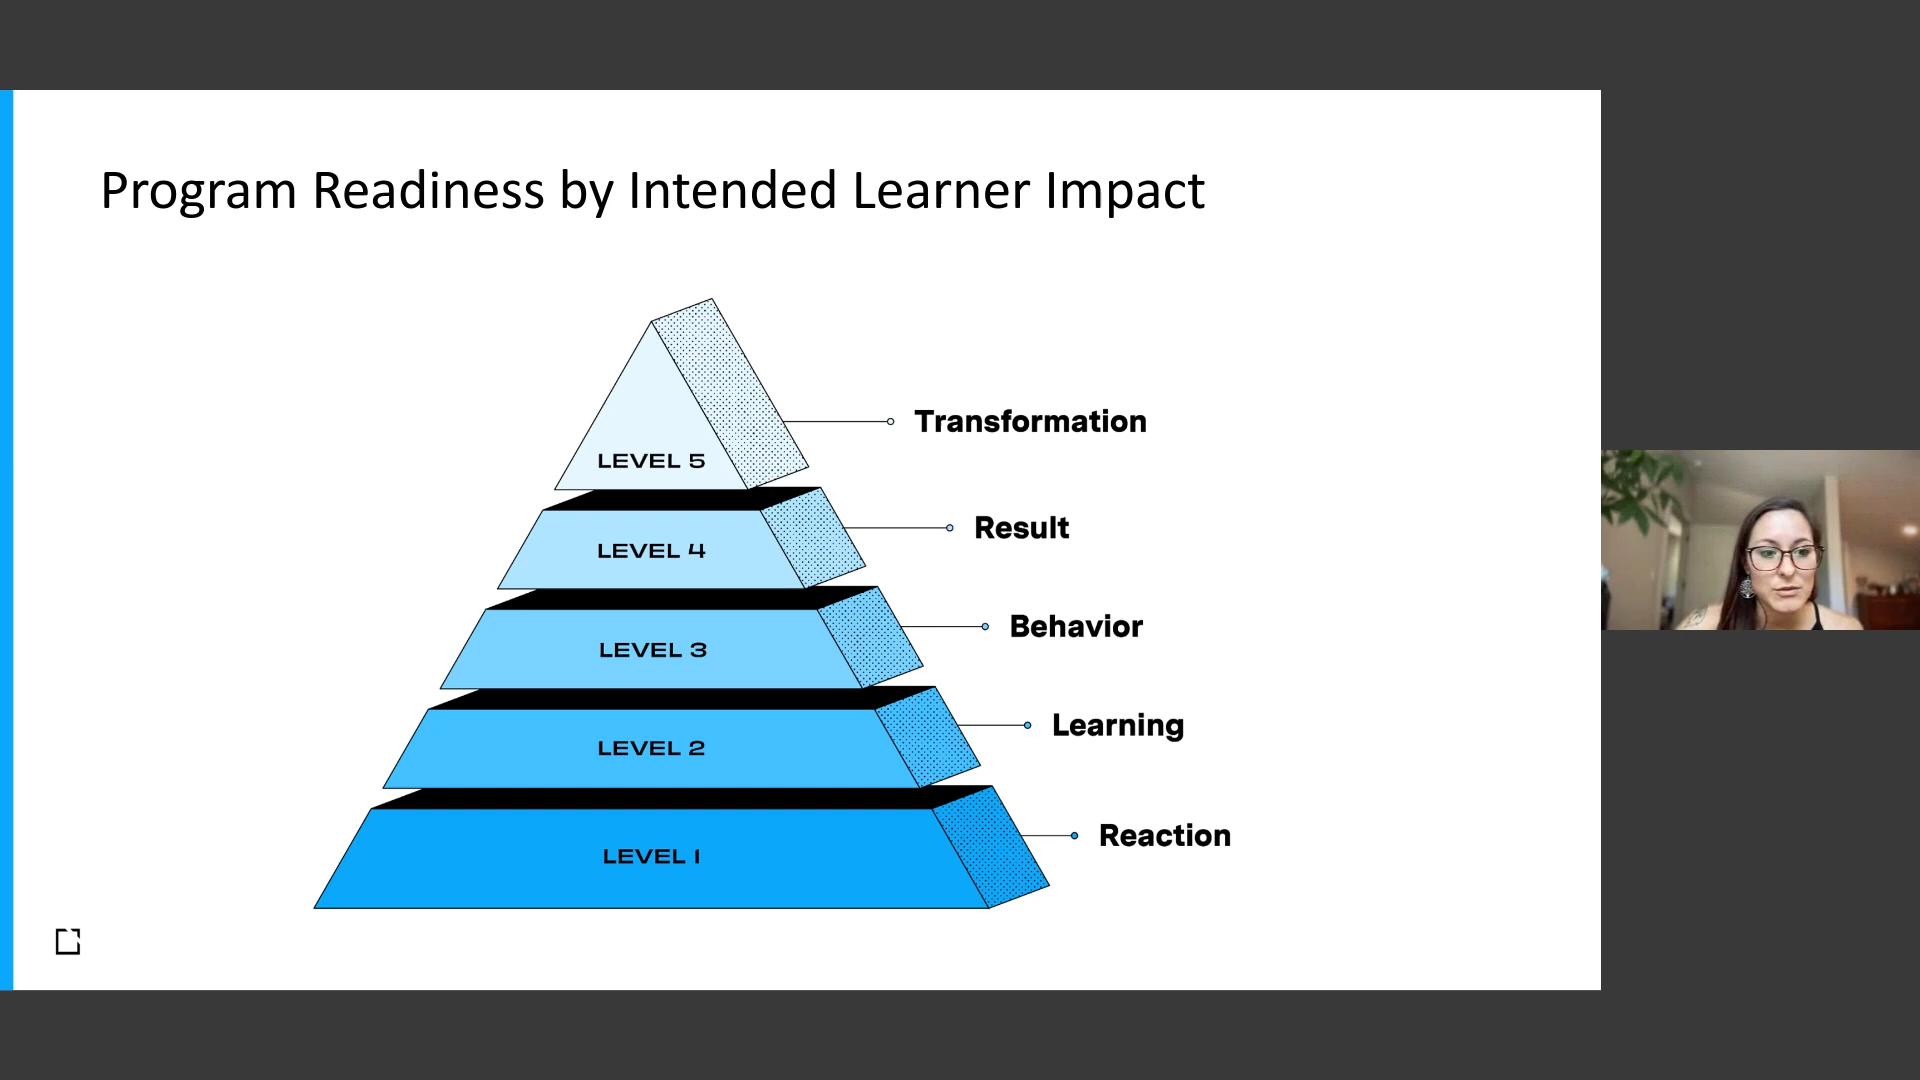 Program Readiness by Intended Learner Impact
Transformation
LEVEL 5
Result
LEVEL 4
Behavior
LEVEL 3
Learning
LEVEL 2
Reaction
LEVEL 1